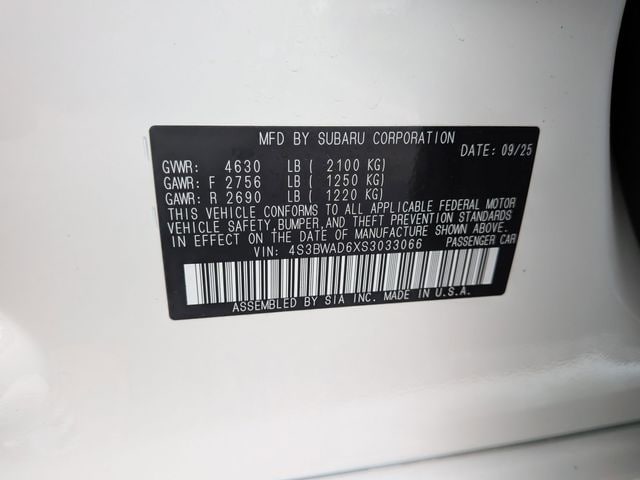 MFD BY SUBARU CORPORATION
DATE: 09/25
GVWR: 4630 LB ( 2100 KG)
GAWR: F 2756 LB ( 1250 KG)
GAWR: R 2690 LB ( 1220 KG)
THIS VEHICLE CONFORMS TO ALL APPLICABLE FEDERAL MOTOR
VEHICLE SAFETY,BUMPER,AND THEFT PREVENTION STANDARDS
IN EFFECT ON THE DATE OF MANUFACTURE SHOWN ABOVE.
VIN: 4S3BWAD6XS3033066 PASSENGER CAR
ASSEMBLED BY SIA INC. MADE IN U.S.A.